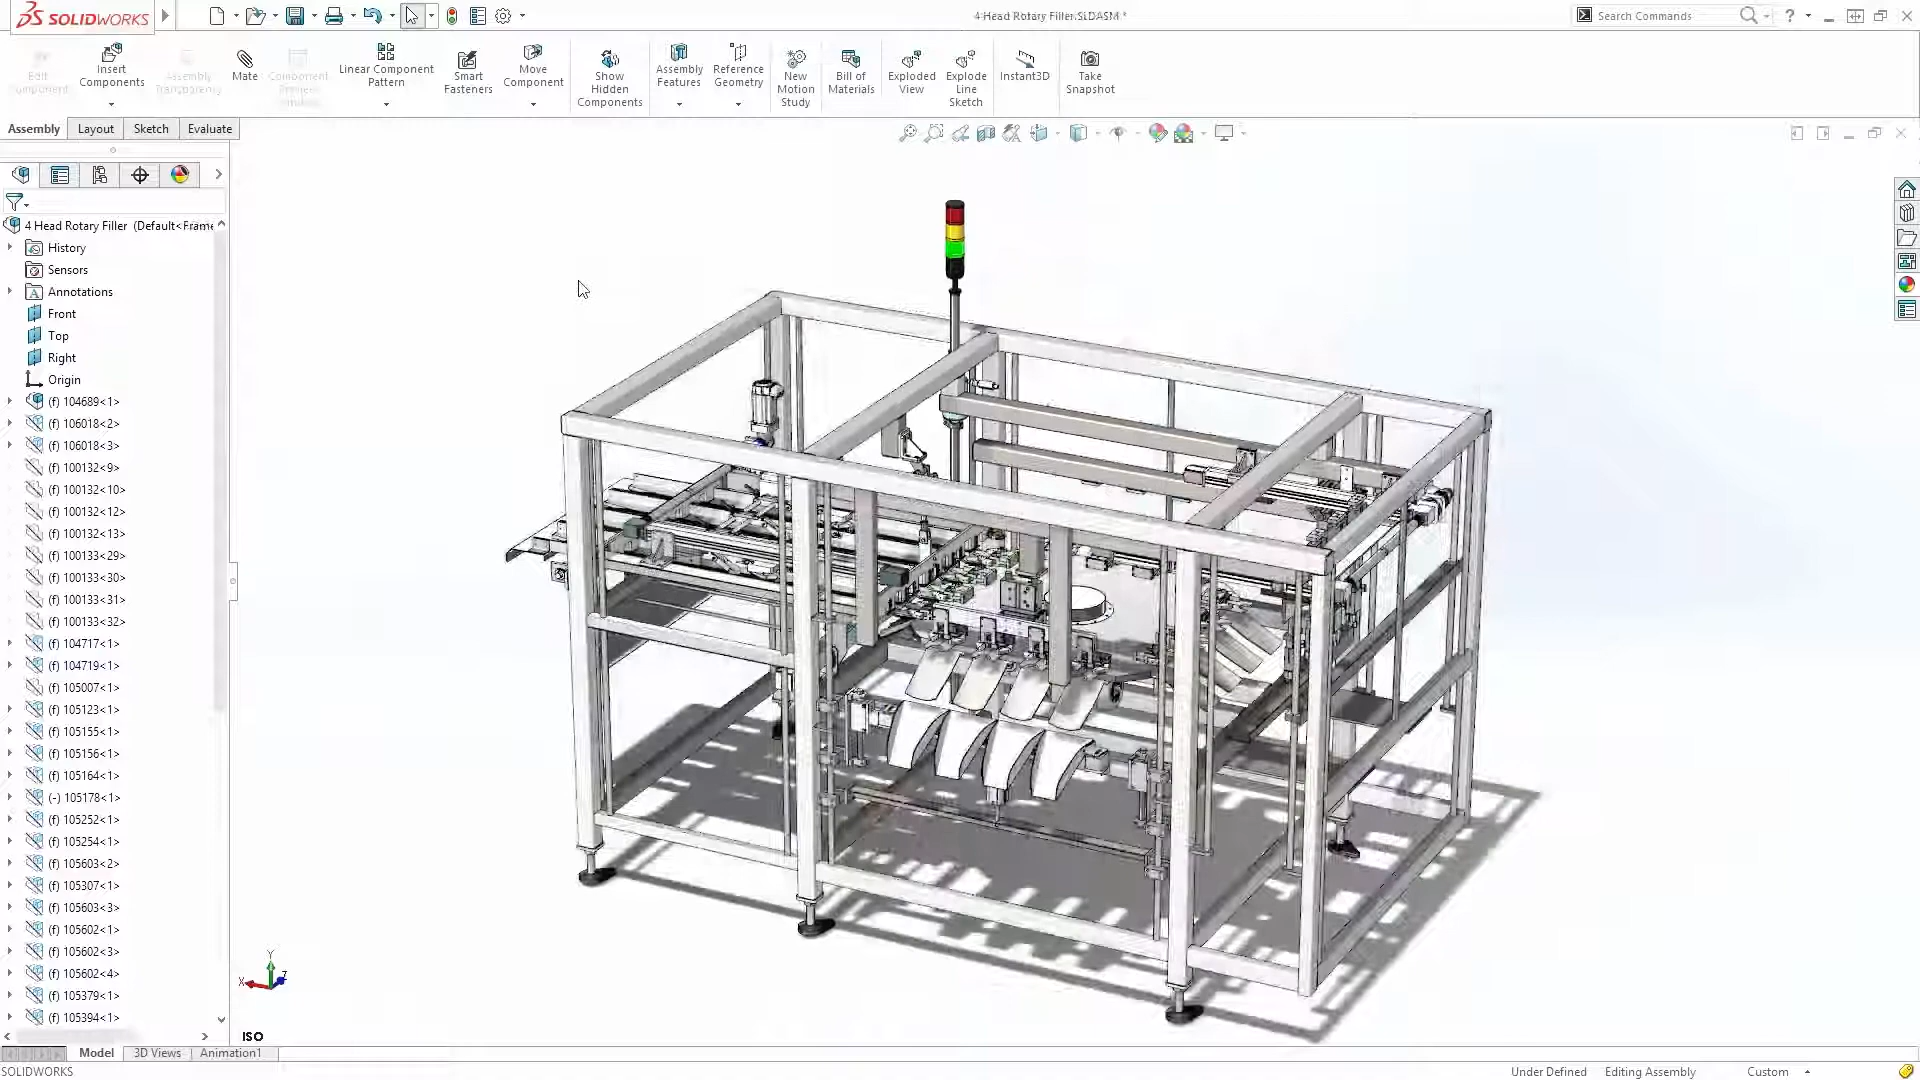 SOLIDWORKS
4 Head Rotary Filler.SLDASM *
Search Commands
?
Edit Component
Insert Components
Assembly Transparency
Mate
Component Preview Window
Linear Component Pattern
Smart Fasteners
Move Component
Show Hidden Components
Assembly Features
Reference Geometry
New Motion Study
Bill of Materials
Exploded View
Explode Line Sketch
Instant3D
Take Snapshot
Assembly
Layout
Sketch
Evaluate
4 Head Rotary Filler (Default<Frame
History
Sensors
A Annotations
Front
Top
Right
Origin
(f) 104689<1>
(f) 106018<2>
(f) 106018<3>
(f) 100132<9>
(f) 100132<10>
(f) 100132<12>
(f) 100132<13>
(f) 100133<29>
(f) 100133<30>
(f) 100133<31>
(f) 100133<32>
(f) 104717<1>
(f) 104719<1>
(f) 105007<1>
(f) 105123<1>
(f) 105155<1>
(f) 105156<1>
(f) 105164<1>
(-) 105178<1>
(f) 105252<1>
(f) 105254<1>
(f) 105603<2>
(f) 105307<1>
(f) 105603<3>
(f) 105602<1>
(f) 105602<3>
(f) 105602<4>
(f) 105379<1>
(f) 105394<1>
Y
X
Z
ISO
Model
3D Views
Animation1
SOLIDWORKS
Under Defined
Editing Assembly
Custom